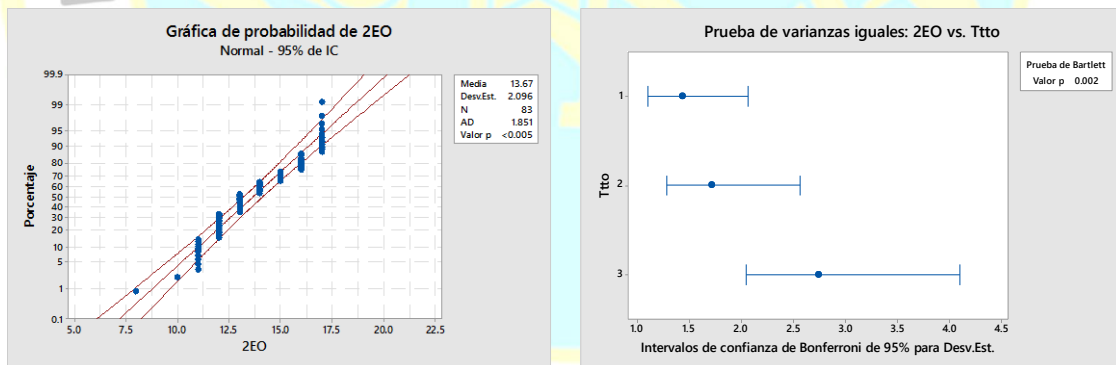 Gráfica de probabilidad de 2EO
Normal - 95% de IC
99.9
99
95
90
80
70
60
50
40
30
20
10
5
1
0.1
Porcentaje
5.0 7.5 10.0 12.5 15.0 17.5 20.0 22.5
2EO
Media 13.67
Desv.Est. 2.096
N 83
AD 1.851
Valor p <0.005
Prueba de varianzas iguales: 2EO vs. Ttto
Prueba de Bartlett
Valor p 0.002
Ttto
1
2
3
1.0 1.5 2.0 2.5 3.0 3.5 4.0 4.5
Intervalos de confianza de Bonferroni de 95% para Desv.Est.